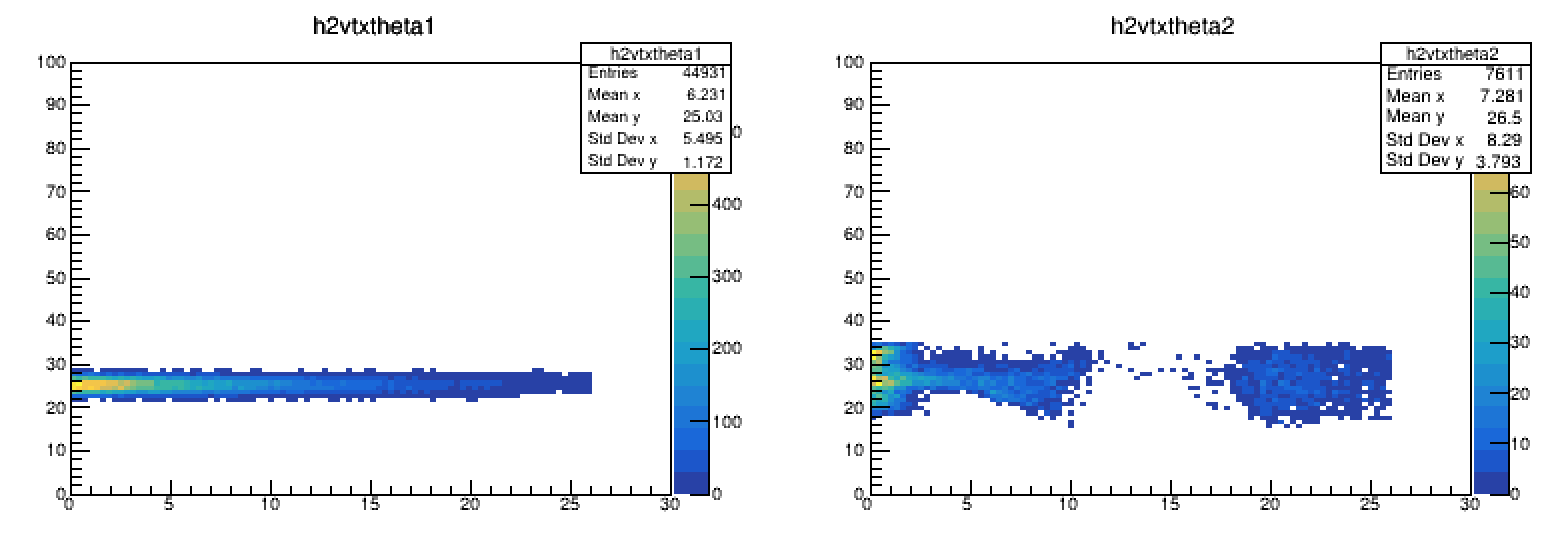 h2vtxtheta1
h2vtxtheta1
Entries 44931
Mean x 6.231
Mean y 25.03
Std Dev x 5.495
Std Dev y 1.172
100
90
80
70
60
50
40
30
20
10
0
0 5 10 15 20 25 30
0
400
300
200
100
0
h2vtxtheta2
h2vtxtheta2
Entries 7611
Mean x 7.281
Mean y 26.5
Std Dev x 8.29
Std Dev y 3.793
100
90
80
70
60
50
40
30
20
10
0
0 5 10 15 20 25 30
60
50
40
30
20
10
0